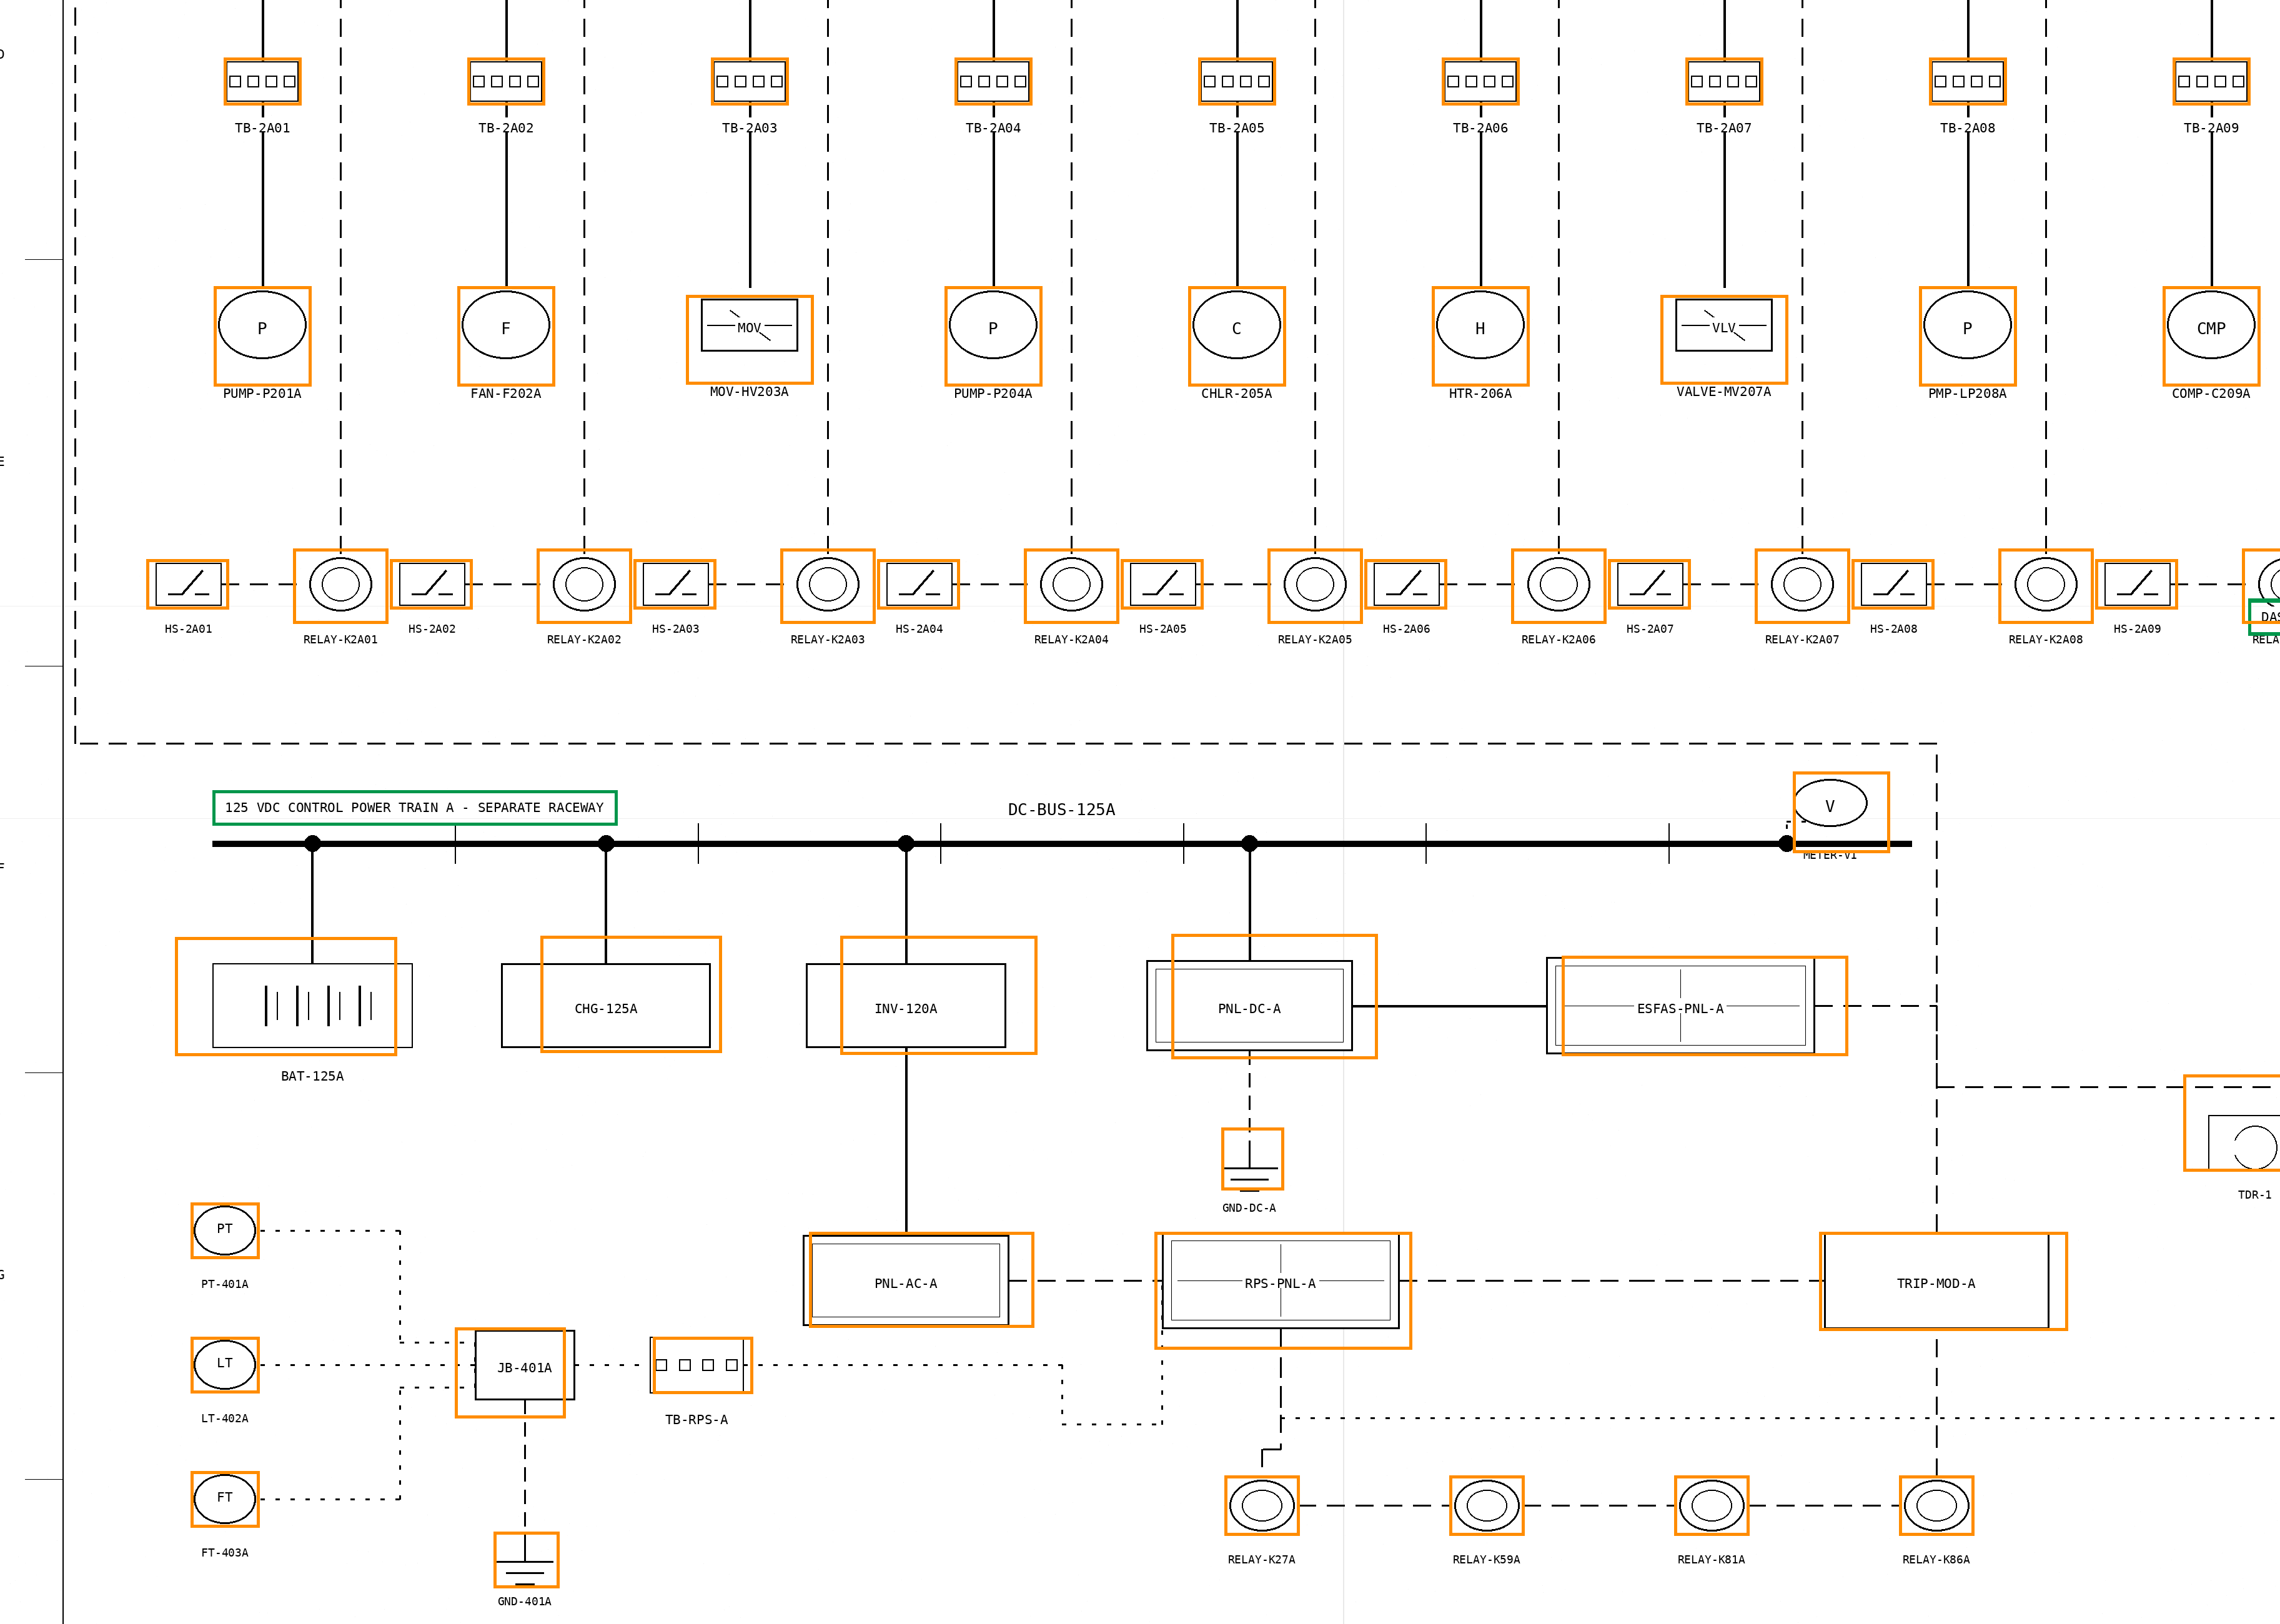 D
TB-2A01
TB-2A02
TB-2A03
TB-2A04
TB-2A05
TB-2A06
TB-2A07
TB-2A08
TB-2A09
P
F
MOV
P
C
H
VLV
P
CMP
PUMP-P201A
FAN-F202A
MOV-HV203A
PUMP-P204A
CHLR-205A
HTR-206A
VALVE-MV207A
PMP-LP208A
COMP-C209A
E
HS-2A01
RELAY-K2A01
HS-2A02
RELAY-K2A02
HS-2A03
RELAY-K2A03
HS-2A04
RELAY-K2A04
HS-2A05
RELAY-K2A05
HS-2A06
RELAY-K2A06
HS-2A07
RELAY-K2A07
HS-2A08
RELAY-K2A08
HS-2A09
125 VDC CONTROL POWER TRAIN A - SEPARATE RACEWAY
DC-BUS-125A
V
METER-V1
F
BAT-125A
CHG-125A
INV-120A
PNL-DC-A
ESFAS-PNL-A
GND-DC-A
TDR-1
PT
PT-401A
G
PNL-AC-A
RPS-PNL-A
TRIP-MOD-A
LT
LT-402A
JB-401A
TB-RPS-A
FT
FT-403A
GND-401A
RELAY-K27A
RELAY-K59A
RELAY-K81A
RELAY-K86A